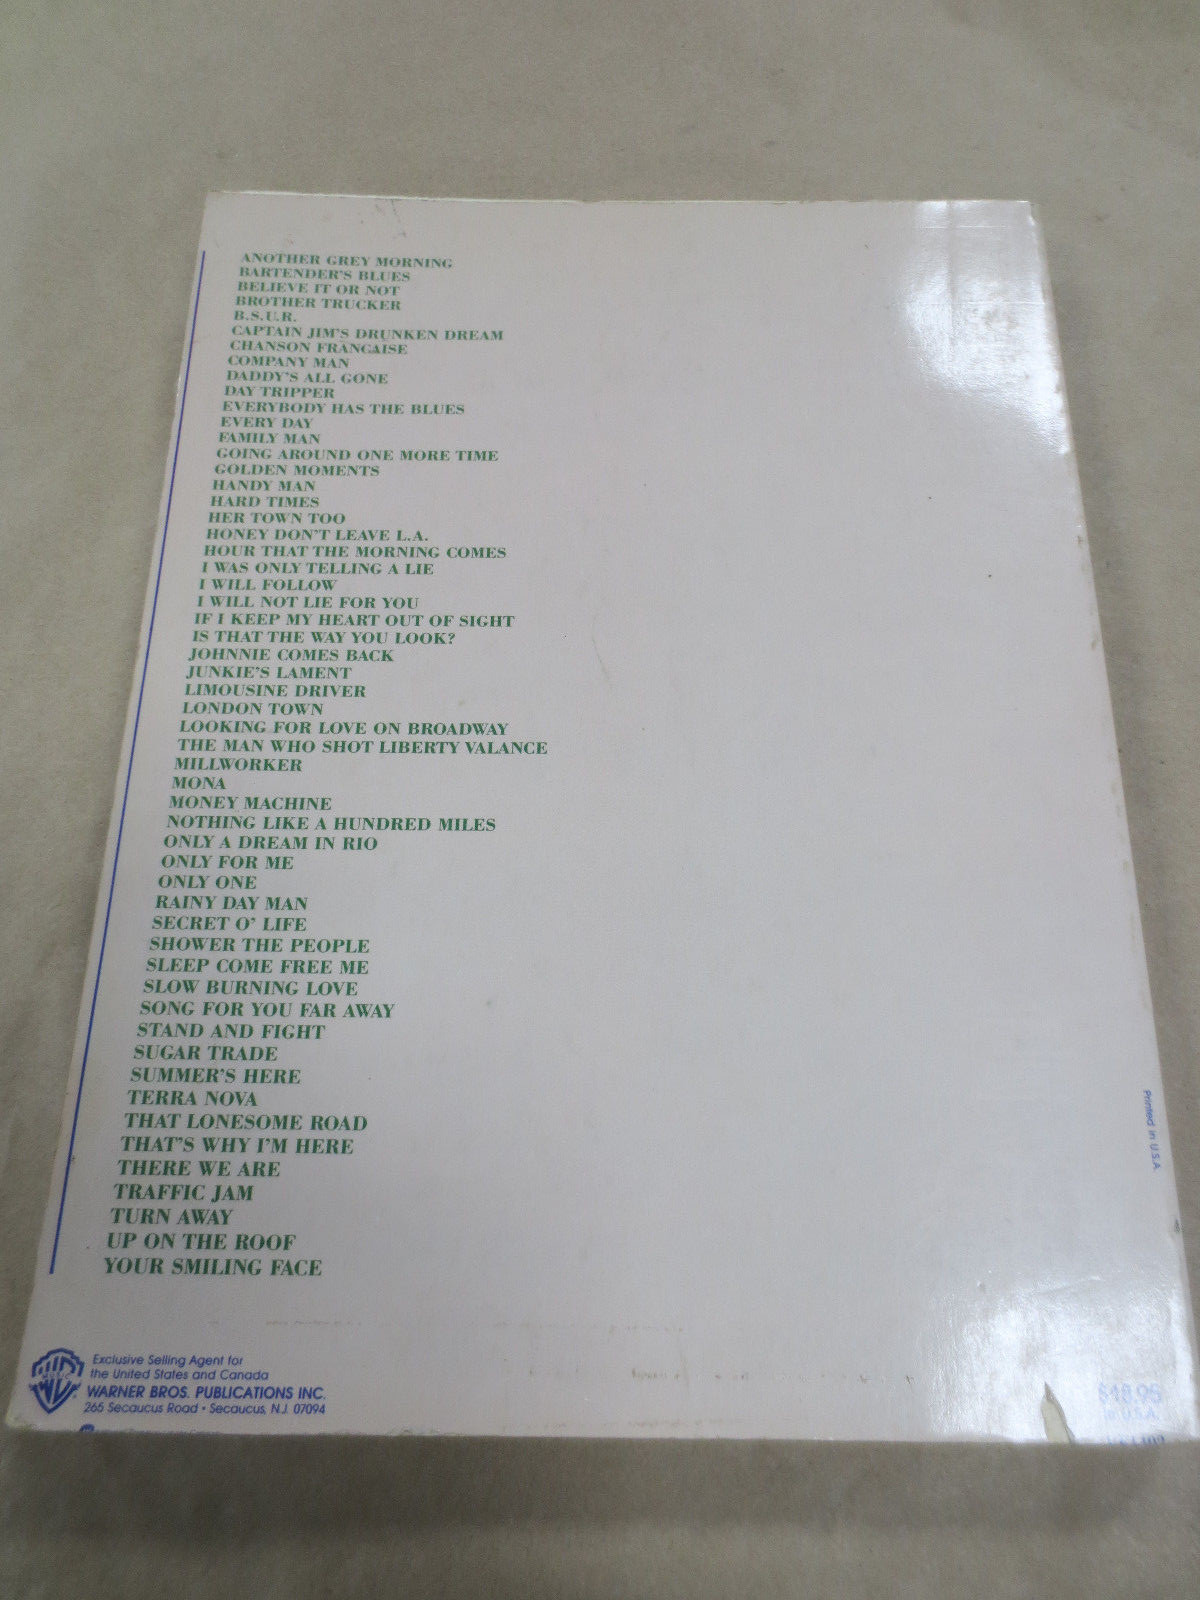 ANOTHER GREY MORNING
BARTENDER'S BLUES
BELIEVE IT OR NOT
BROTHER TRUCKER
B.S.U.R.
CAPTAIN JIM'S DRUNKEN DREAM
CHANSON FRANCAISE
COMPANY MAN
DADDY'S ALL GONE
DAY TRIPPER
EVERYBODY HAS THE BLUES
EVERY DAY
FAMILY MAN
GOING AROUND ONE MORE TIME
GOLDEN MOMENTS
HANDY MAN
HARD TIMES
HER TOWN TOO
HONEY DON'T LEAVE L.A.
HOUR THAT THE MORNING COMES
I WAS ONLY TELLING A LIE
I WILL FOLLOW
I WILL NOT LIE FOR YOU
IF I KEEP MY HEART OUT OF SIGHT
IS THAT THE WAY YOU LOOK?
JOHNNIE COMES BACK
JUNKIE'S LAMENT
LIMOUSINE DRIVER
LONDON TOWN
LOOKING FOR LOVE ON BROADWAY
THE MAN WHO SHOT LIBERTY VALANCE
MILLWORKER
MONA
MONEY MACHINE
NOTHING LIKE A HUNDRED MILES
ONLY A DREAM IN RIO
ONLY FOR ME
ONLY ONE
RAINY DAY MAN
SECRET O' LIFE
SHOWER THE PEOPLE
SLEEP COME FREE ME
SLOW BURNING LOVE
SONG FOR YOU FAR AWAY
STAND AND FIGHT
SUGAR TRADE
SUMMER'S HERE
TERRA NOVA
THAT LONESOME ROAD
THAT'S WHY I'M HERE
THERE WE ARE
TRAFFIC JAM
TURN AWAY
UP ON THE ROOF
YOUR SMILING FACE
Printed in U.S.A.
WB
MUSIC
Exclusive Selling Agent for
the United States and Canada
WARNER BROS. PUBLICATIONS INC.
265 Secaucus Road • Secaucus, N.J. 07094
$18.95
in U.S.A.